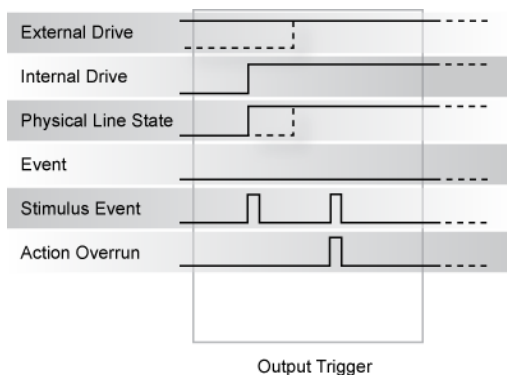 External Drive
Internal Drive
Physical Line State
Event
Stimulus Event
Action Overrun
Output Trigger